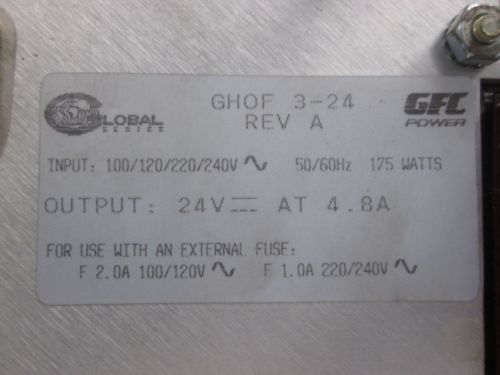 GLOBAL
SERIES
GHOF 3-24
REV A
GFC
POWER
INPUT: 100/120/220/240V∿ 50/60Hz 175 WATTS
OUTPUT: 24V⎓ AT 4.8A
FOR USE WITH AN EXTERNAL FUSE:
F 2.0A 100/120V∿ F 1.0A 220/240V∿